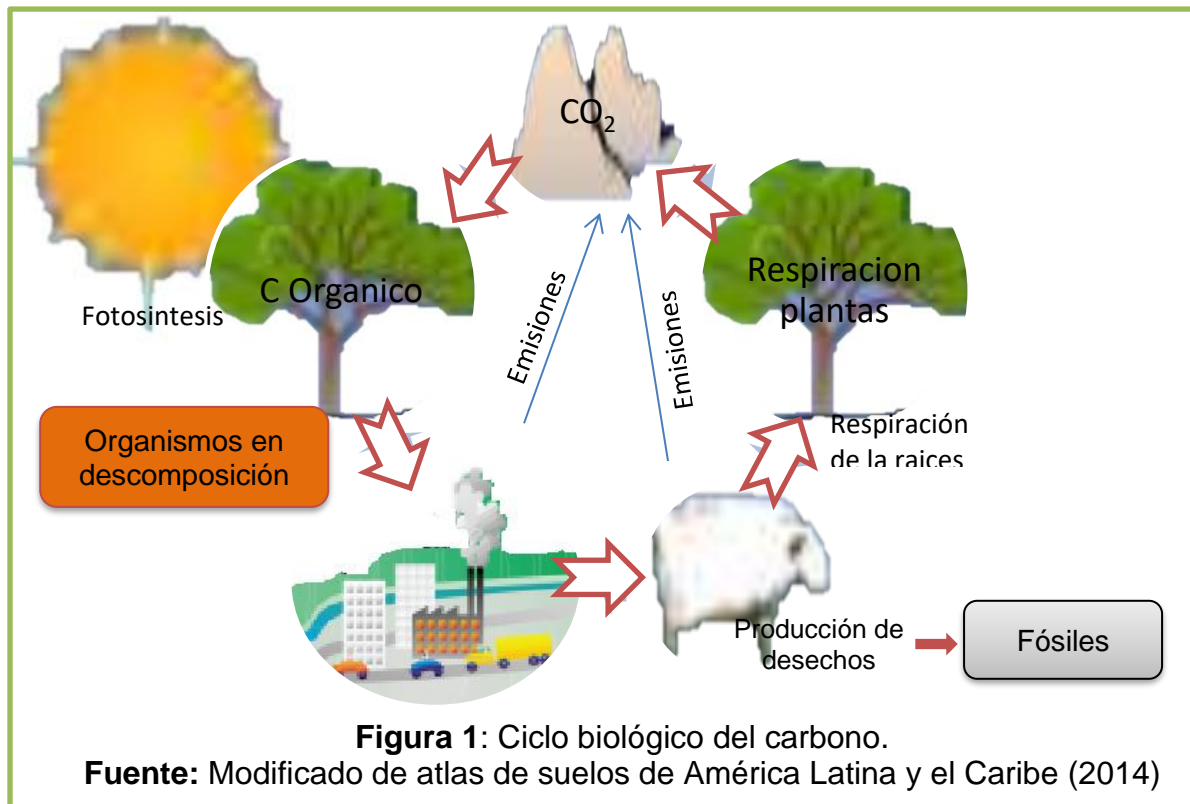 CO2
C Organico
Fotosintesis
Respiracion
plantas
Emisiones
Emisiones
Organismos en
descomposición
Respiración
de la raices
Producción de
desechos
Fósiles
Figura 1: Ciclo biológico del carbono.
Fuente: Modificado de atlas de suelos de América Latina y el Caribe (2014)